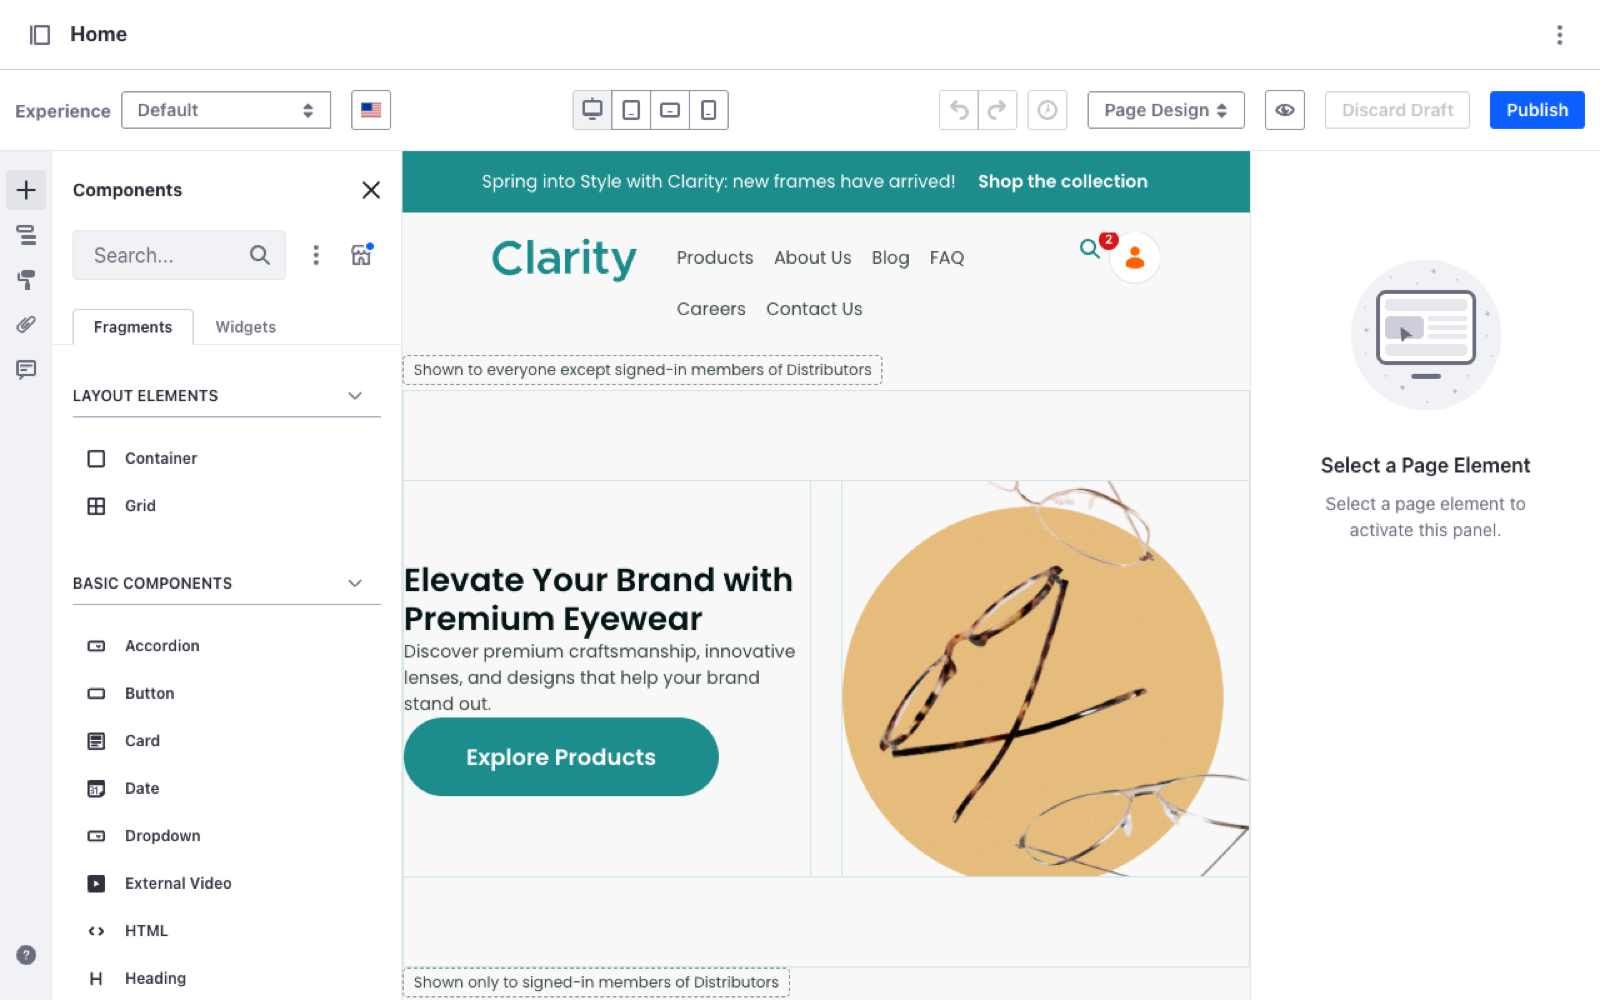 Home
Experience
Default
Page Design
Discard Draft
Publish
Components
Search...
Fragments
Widgets
LAYOUT ELEMENTS
Container
Grid
BASIC COMPONENTS
Accordion
Button
Card
31
Date
Dropdown
External Video
HTML
H
Heading
?
Spring into Style with Clarity: new frames have arrived!
Shop the collection
Clarity
Products
About Us
Blog
FAQ
Careers
Contact Us
2
Shown to everyone except signed-in members of Distributors
Elevate Your Brand with
Premium Eyewear
Discover premium craftsmanship, innovative
lenses, and designs that help your brand
stand out.
Explore Products
Shown only to signed-in members of Distributors
Select a Page Element
Select a page element to
activate this panel.